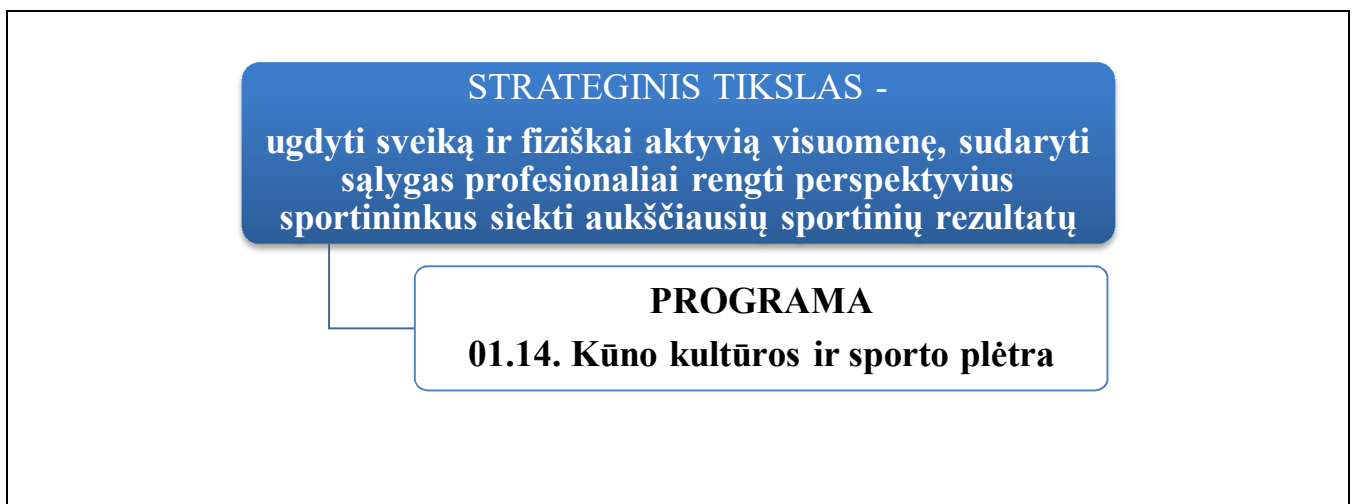 STRATEGINIS TIKSLAS -
ugdyti sveiką ir fiziškai aktyvią visuomenę, sudaryti
sąlygas profesionaliai rengti perspektyvius
sportininkus siekti aukščiausių sportinių rezultatų
PROGRAMA
01.14. Kūno kultūros ir sporto plėtra